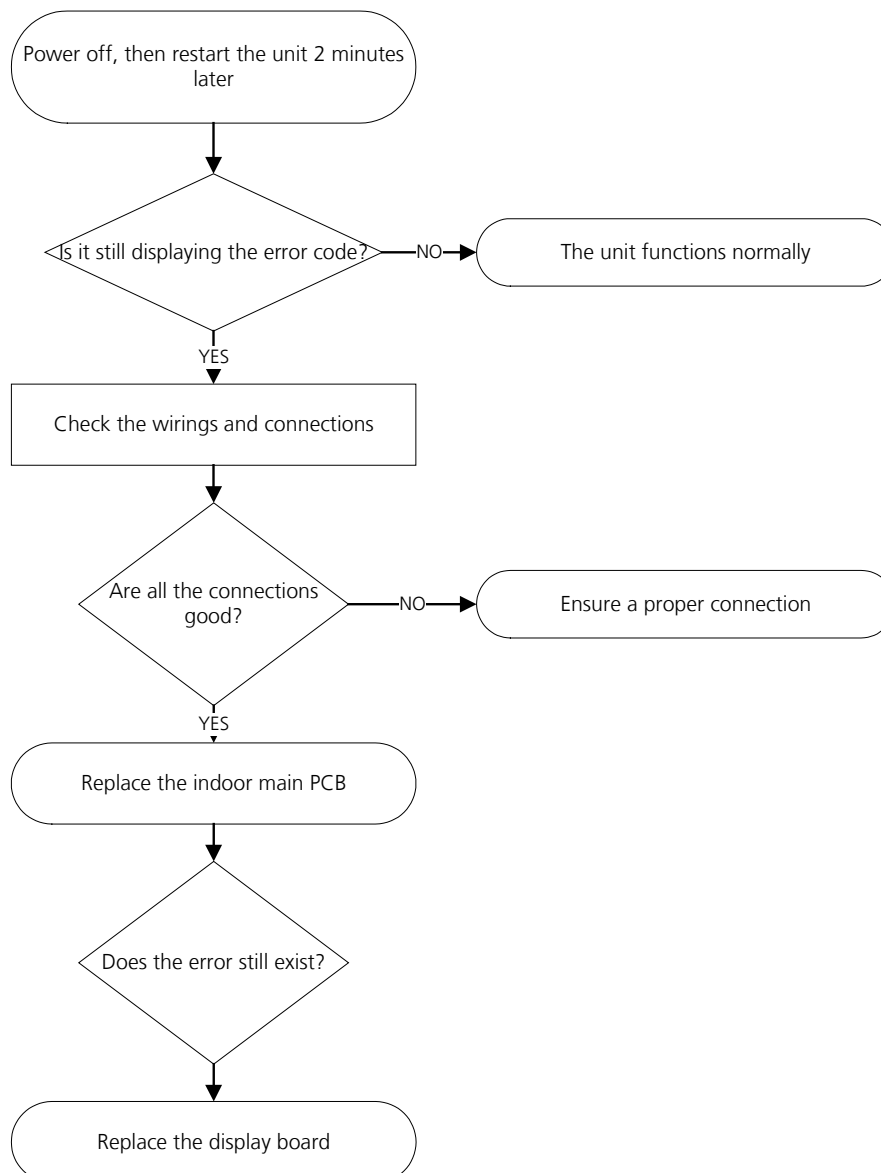 Power off, then restart the unit 2 minutes
later
Is it still displaying the error code?
NO
The unit functions normally
YES
Check the wirings and connections
Are all the connections
good?
NO
Ensure a proper connection
YES
Replace the indoor main PCB
Does the error still exist?
Replace the display board